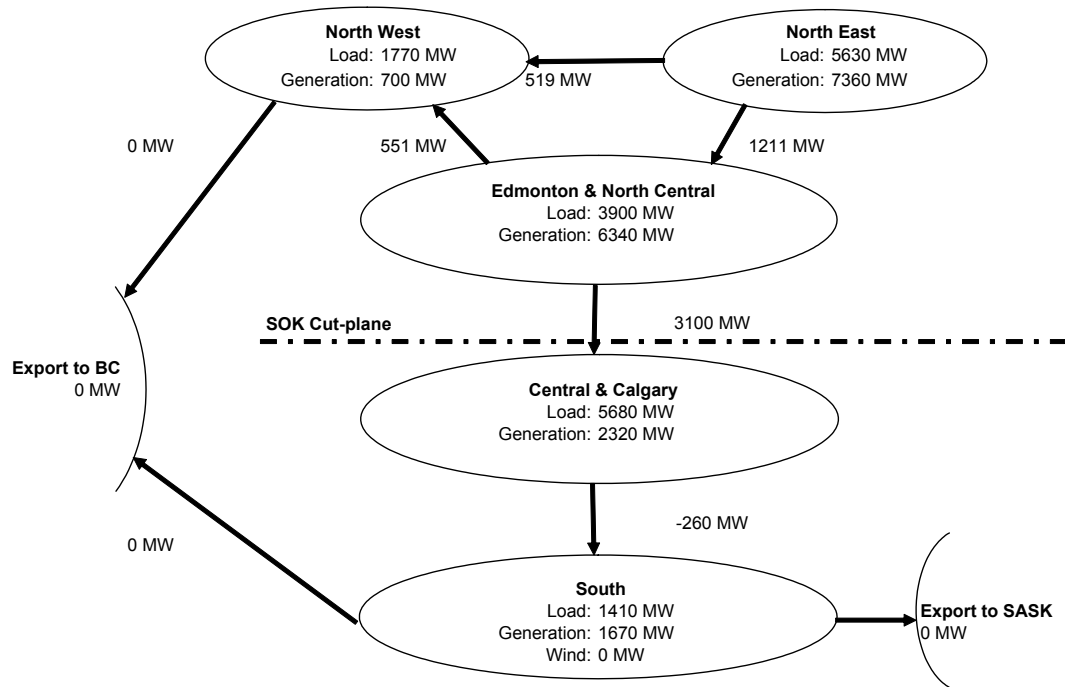 North West
Load: 1770 MW
Generation: 700 MW
North East
Load: 5630 MW
Generation: 7360 MW
519 MW
0 MW
551 MW
1211 MW
Edmonton & North Central
Load: 3900 MW
Generation: 6340 MW
SOK Cut-plane
3100 MW
Export to BC
0 MW
Central & Calgary
Load: 5680 MW
Generation: 2320 MW
-260 MW
0 MW
South
Load: 1410 MW
Generation: 1670 MW
Wind: 0 MW
Export to SASK
0 MW